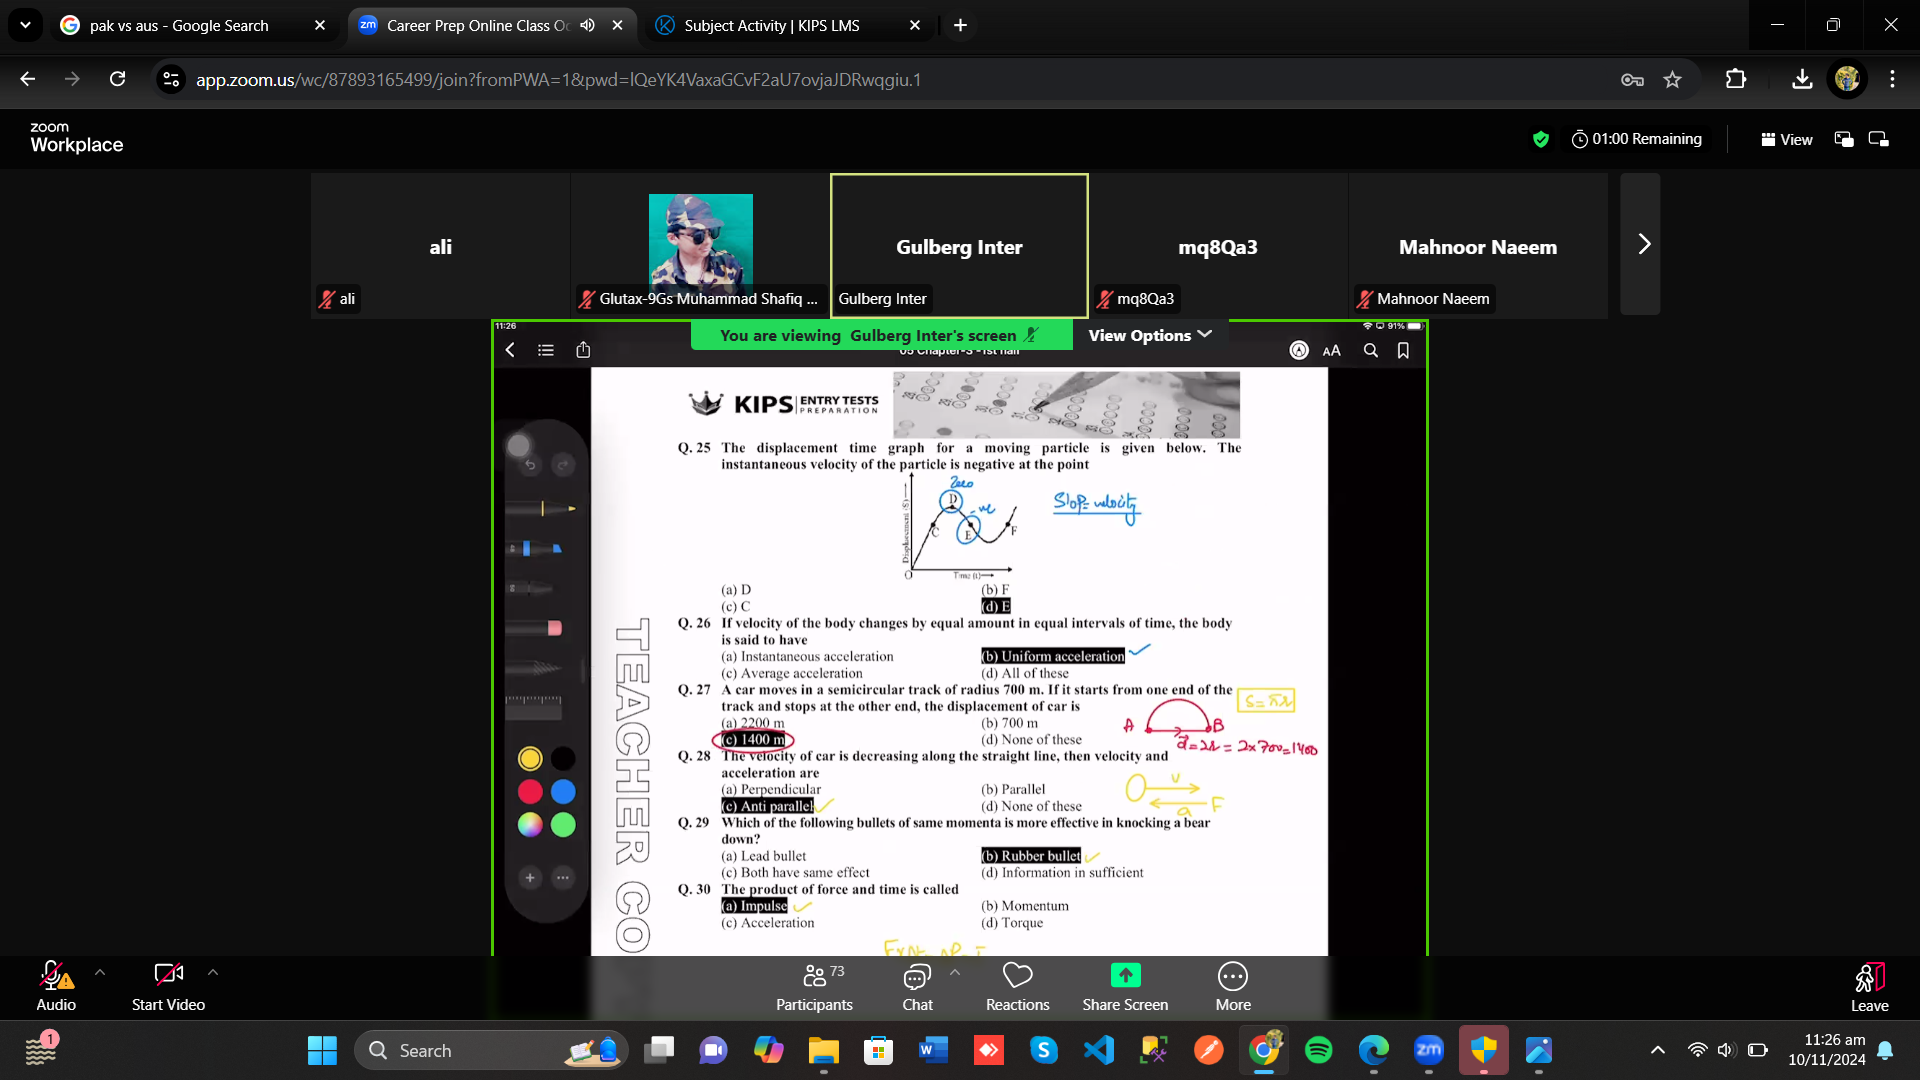 pak vs aus - Google Search
Career Prep Online Class Oc
Subject Activity | KIPS LMS
app.zoom.us/wc/87893165499/join?fromPWA=1&pwd=lQeYK4VaxaGCvF2aU7ovjaJDRwqgiu.1
zoom
Workplace
01:00 Remaining
View
ali
Gulberg Inter
mq8Qa3
Mahnoor Naeem
ali
Glutax-9Gs Muhammad Shafiq ...
Gulberg Inter
mq8Qa3
Mahnoor Naeem
11:26
You are viewing Gulberg Inter's screen
View Options
91%
AA
KIPS ENTRY TESTS
PREPARATION
Q. 25 The displacement time graph for a moving particle is given below. The
instantaneous velocity of the particle is negative at the point
Zero
D
-ve
C
E
F
Displacement (S)
O
Time (t)
Slop= velocity
(a) D (b) F
(c) C (d) E
Q. 26 If velocity of the body changes by equal amount in equal intervals of time, the body
is said to have
(a) Instantaneous acceleration (b) Uniform acceleration
(c) Average acceleration (d) All of these
Q. 27 A car moves in a semicircular track of radius 700 m. If it starts from one end of the
track and stops at the other end, the displacement of car is
S = πr
(a) 2200 m (b) 700 m
(c) 1400 m (d) None of these
A B
d = 2r = 2x700=1400
Q. 28 The velocity of car is decreasing along the straight line, then velocity and
acceleration are
(a) Perpendicular (b) Parallel
(c) Anti parallel (d) None of these
v
a
F
Q. 29 Which of the following bullets of same momenta is more effective in knocking a bear
down?
(a) Lead bullet (b) Rubber bullet
(c) Both have same effect (d) Information in sufficient
Q. 30 The product of force and time is called
(a) Impulse (b) Momentum
(c) Acceleration (d) Torque
TEACHER CO
Audio
Start Video
73
Participants
Chat
Reactions
Share Screen
More
Leave
1
Search
11:26 am
10/11/2024